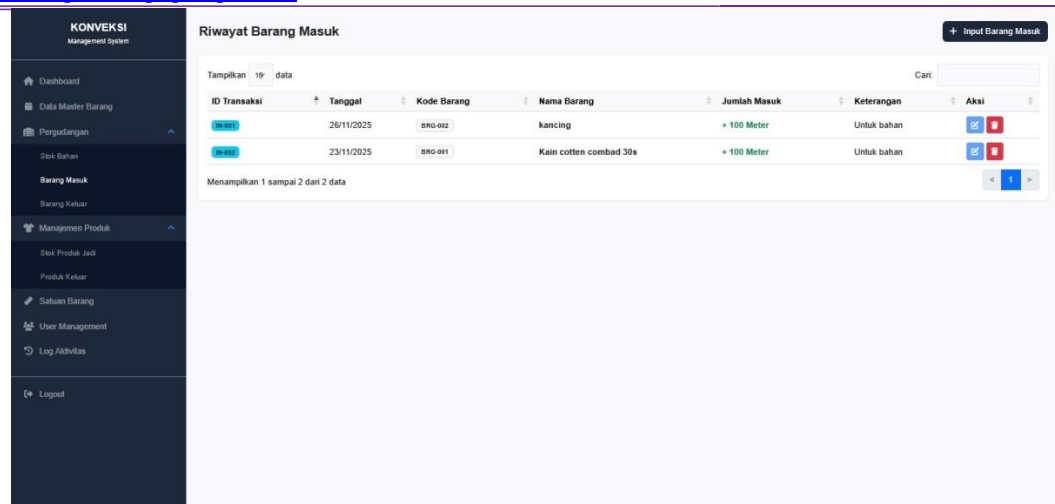 KONVEKSI
Management System
Dashboard
Data Master Barang
Pergudangan
Stok Bahan
Barang Masuk
Barang Keluar
Manajemen Produk
Stok Produk Jadi
Produk Keluar
Satuan Barang
User Management
Log Aktivitas
Logout
Riwayat Barang Masuk
+ Input Barang Masuk
Tampilkan 10 data
Cari:
ID Transaksi Tanggal Kode Barang Nama Barang Jumlah Masuk Keterangan Aksi
IN-001 26/11/2025 BRG-002 kancing + 100 Meter Untuk bahan
IN-002 23/11/2025 BRG-001 Kain cotten combad 30s + 100 Meter Untuk bahan
Menampilkan 1 sampai 2 dari 2 data
< 1 >